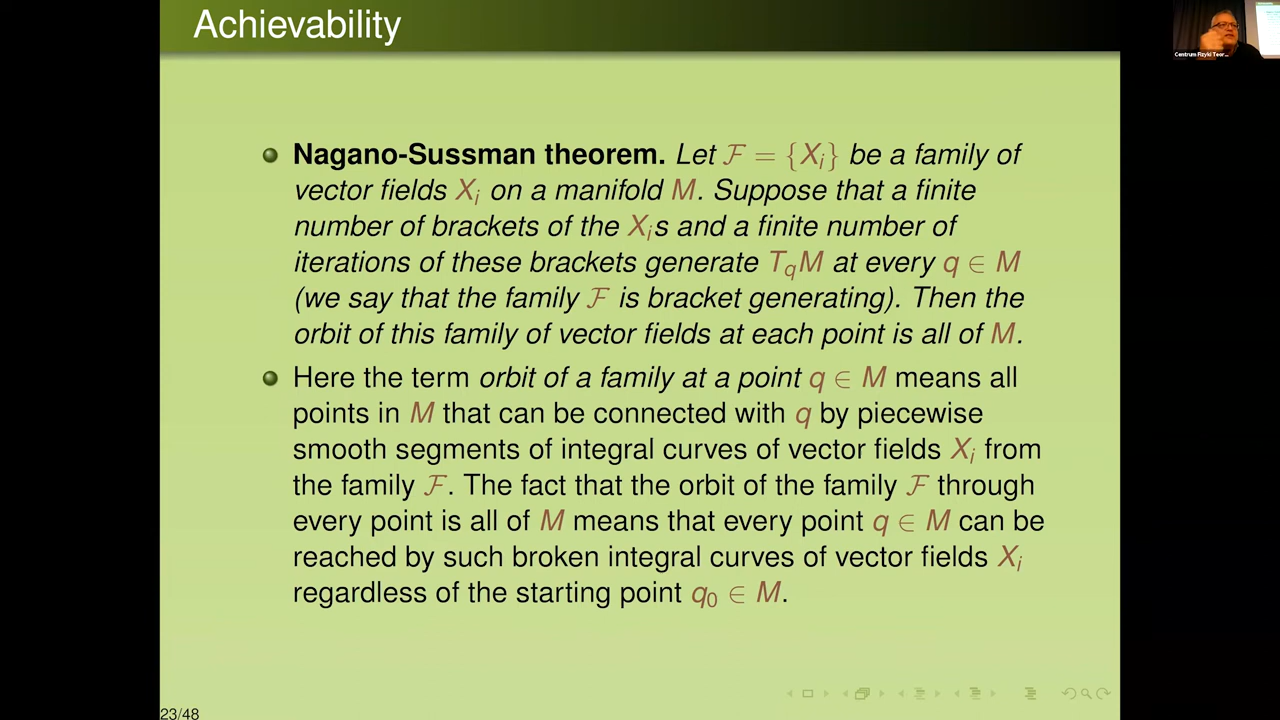 Achievability
Nagano-Sussman theorem. Let ℱ = {Xᵢ} be a family of
vector fields Xᵢ on a manifold M. Suppose that a finite
number of brackets of the Xᵢs and a finite number of
iterations of these brackets generate T_qM at every q ∈ M
(we say that the family ℱ is bracket generating). Then the
orbit of this family of vector fields at each point is all of M.
Here the term orbit of a family at a point q ∈ M means all
points in M that can be connected with q by piecewise
smooth segments of integral curves of vector fields Xᵢ from
the family ℱ. The fact that the orbit of the family ℱ through
every point is all of M means that every point q ∈ M can be
reached by such broken integral curves of vector fields Xᵢ
regardless of the starting point q₀ ∈ M.
23/48
Centrum Fizyki Teor...